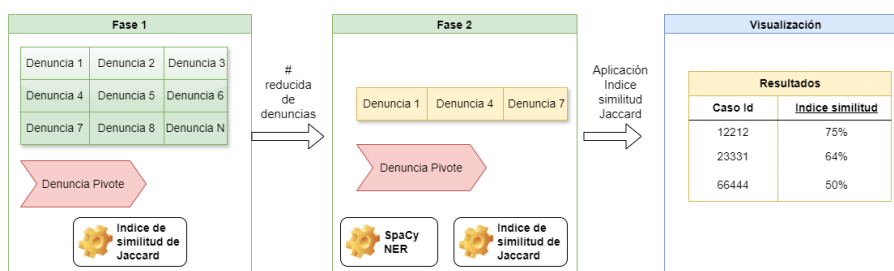 Fase 1
Denuncia 1 Denuncia 2 Denuncia 3
Denuncia 4 Denuncia 5 Denuncia 6
Denuncia 7 Denuncia 8 Denuncia N
Denuncia Pivote
Indice de
similitud de
Jaccard
#
reducida
de
denuncias
Fase 2
Denuncia 1 Denuncia 4 Denuncia 7
Denuncia Pivote
SpaCy
NER
Indice de
similitud de
Jaccard
Aplicación
Indice
similitud
Jaccard
Visualización
Resultados
Caso Id Indice similitud
12212 75%
23331 64%
66444 50%